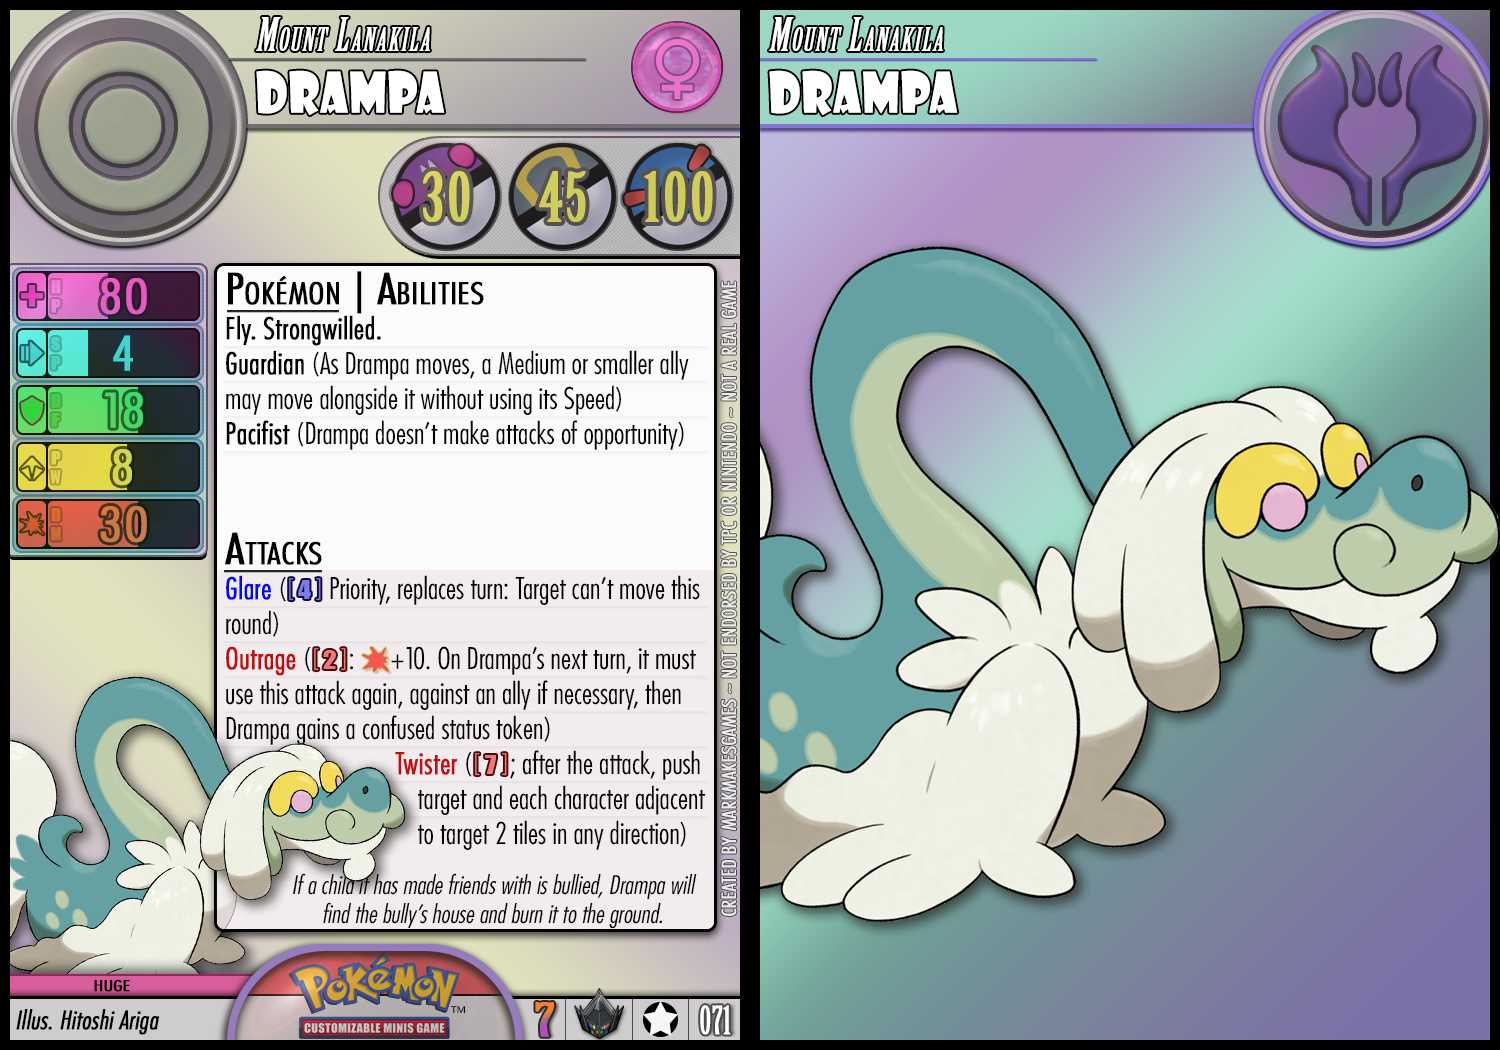 Mount Lanakila
DRAMPA
30 45 100
HP 80
SP 4
DF 18
PW 8
DM 30
Pokémon | Abilities
Fly. Strongwilled.
Guardian (As Drampa moves, a Medium or smaller ally
may move alongside it without using its Speed)
Pacifist (Drampa doesn't make attacks of opportunity)
Attacks
Glare ([4] Priority, replaces turn: Target can't move this
round)
Outrage ([2]: +10. On Drampa's next turn, it must
use this attack again, against an ally if necessary, then
Drampa gains a confused status token)
Twister ([7]; after the attack, push
target and each character adjacent
to target 2 tiles in any direction)
If a child it has made friends with is bullied, Drampa will
find the bully's house and burn it to the ground.
CREATED BY MARKMAKESGAMES ~ NOT ENDORSED BY TPC OR NINTENDO ~ NOT A REAL GAME
HUGE
Illus. Hitoshi Ariga
POKéMON TM
CUSTOMIZABLE MINIS GAME
7
071
Mount Lanakila
DRAMPA